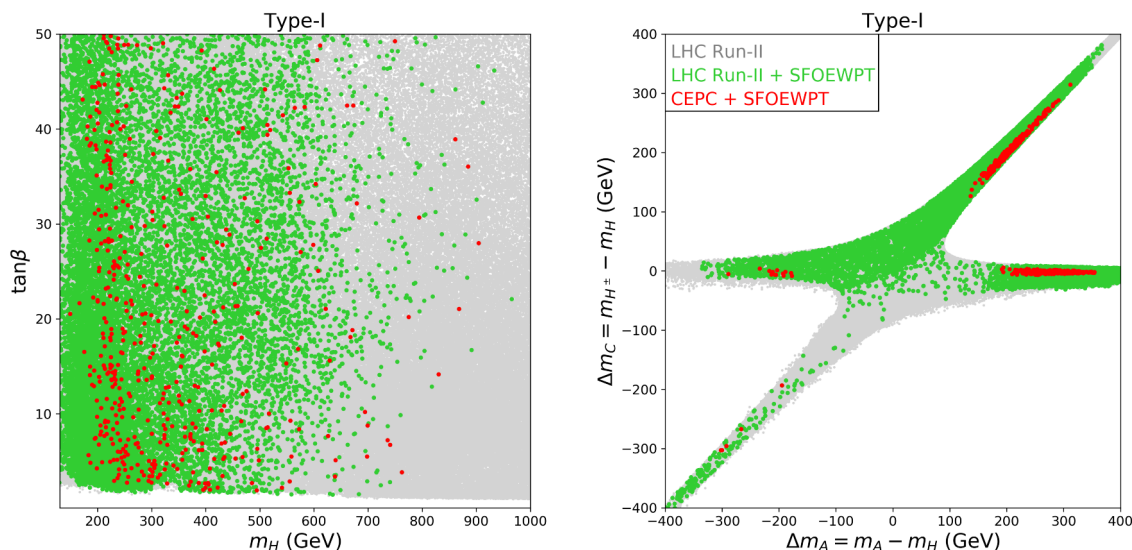 Type-I
50
40
30
20
10
tanβ
200 300 400 500 600 700 800 900 1000
m_H (GeV)
Type-I
LHC Run-II
LHC Run-II + SFOEWPT
CEPC + SFOEWPT
400
300
200
100
0
−100
−200
−300
−400
Δm_C = m_{H^±} − m_H (GeV)
−400 −300 −200 −100 0 100 200 300 400
Δm_A = m_A − m_H (GeV)